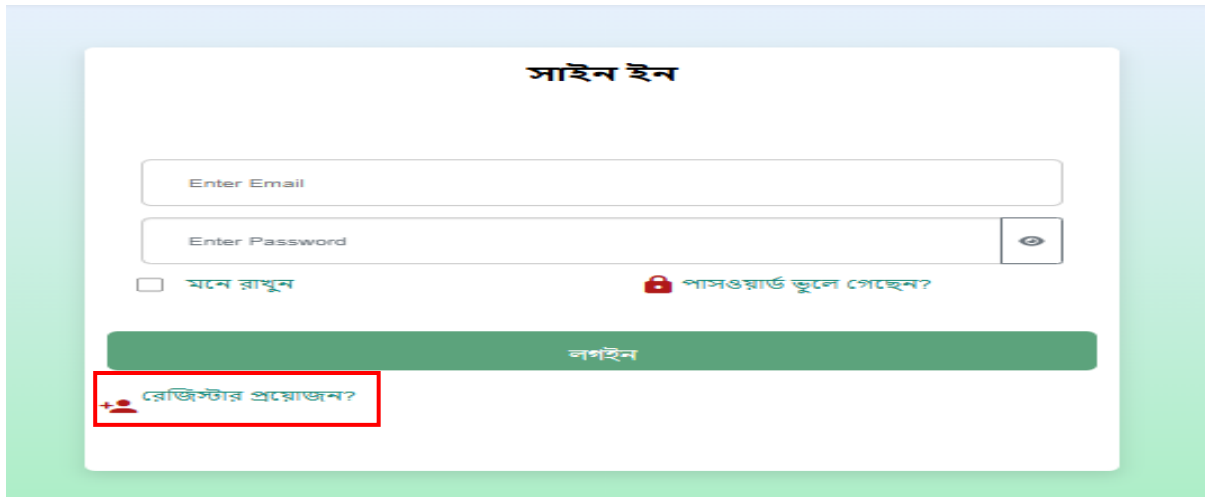 সাইন ইন
Enter Email
Enter Password
মনে রাখুন পাসওয়ার্ড ভুলে গেছেন?
লগইন
রেজিস্টার প্রয়োজন?